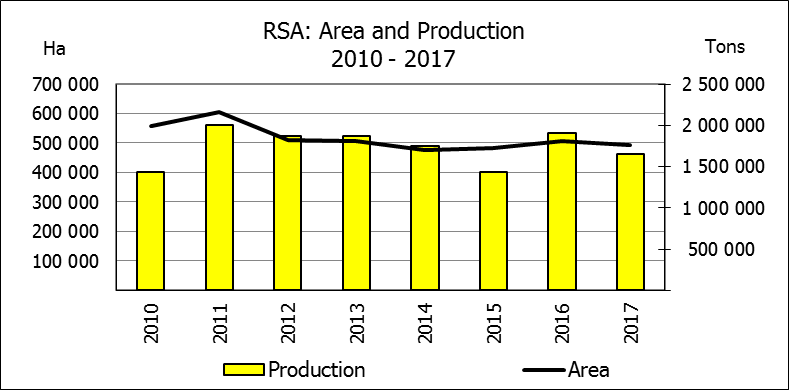 RSA: Area and Production
2010 - 2017
Ha
Tons
700 000
600 000
500 000
400 000
300 000
200 000
100 000
2 500 000
2 000 000
1 500 000
1 000 000
500 000
2010
2011
2012
2013
2014
2015
2016
2017
Production
Area